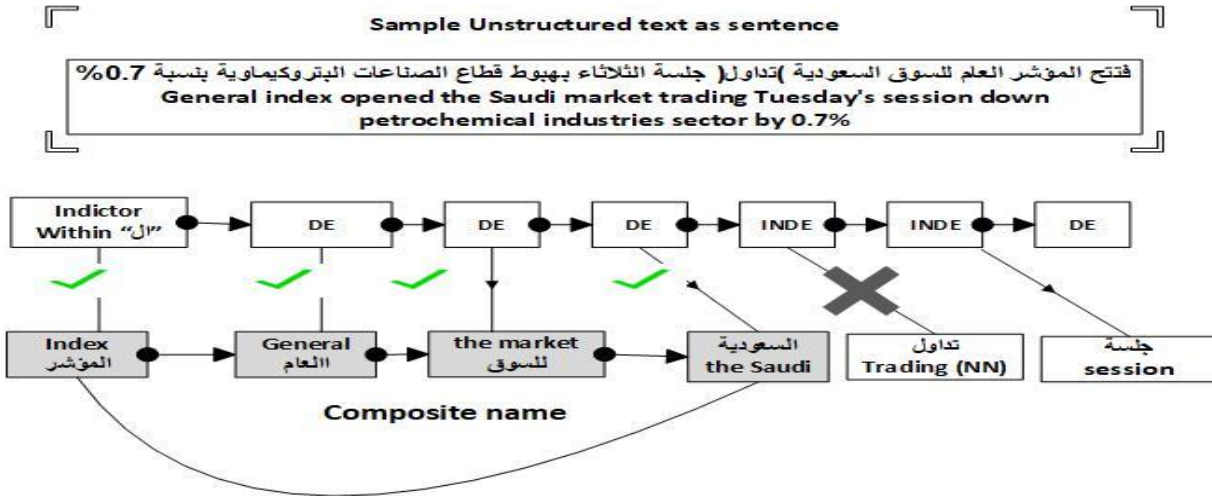 Sample Unstructured text as sentence
فتتح المؤشر العام للسوق السعودية )تداول( جلسة الثلاثاء بهبوط قطاع الصناعات البتروكيماوية بنسبة 0.7%
General index opened the Saudi market trading Tuesday's session down
petrochemical industries sector by 0.7%
Indictor
Within “ال”
DE
DE
DE
INDE
INDE
DE
Index
المؤشر
General
االعام
the market
للسوق
السعودية
the Saudi
تداول
Trading (NN)
جلسة
session
Composite name